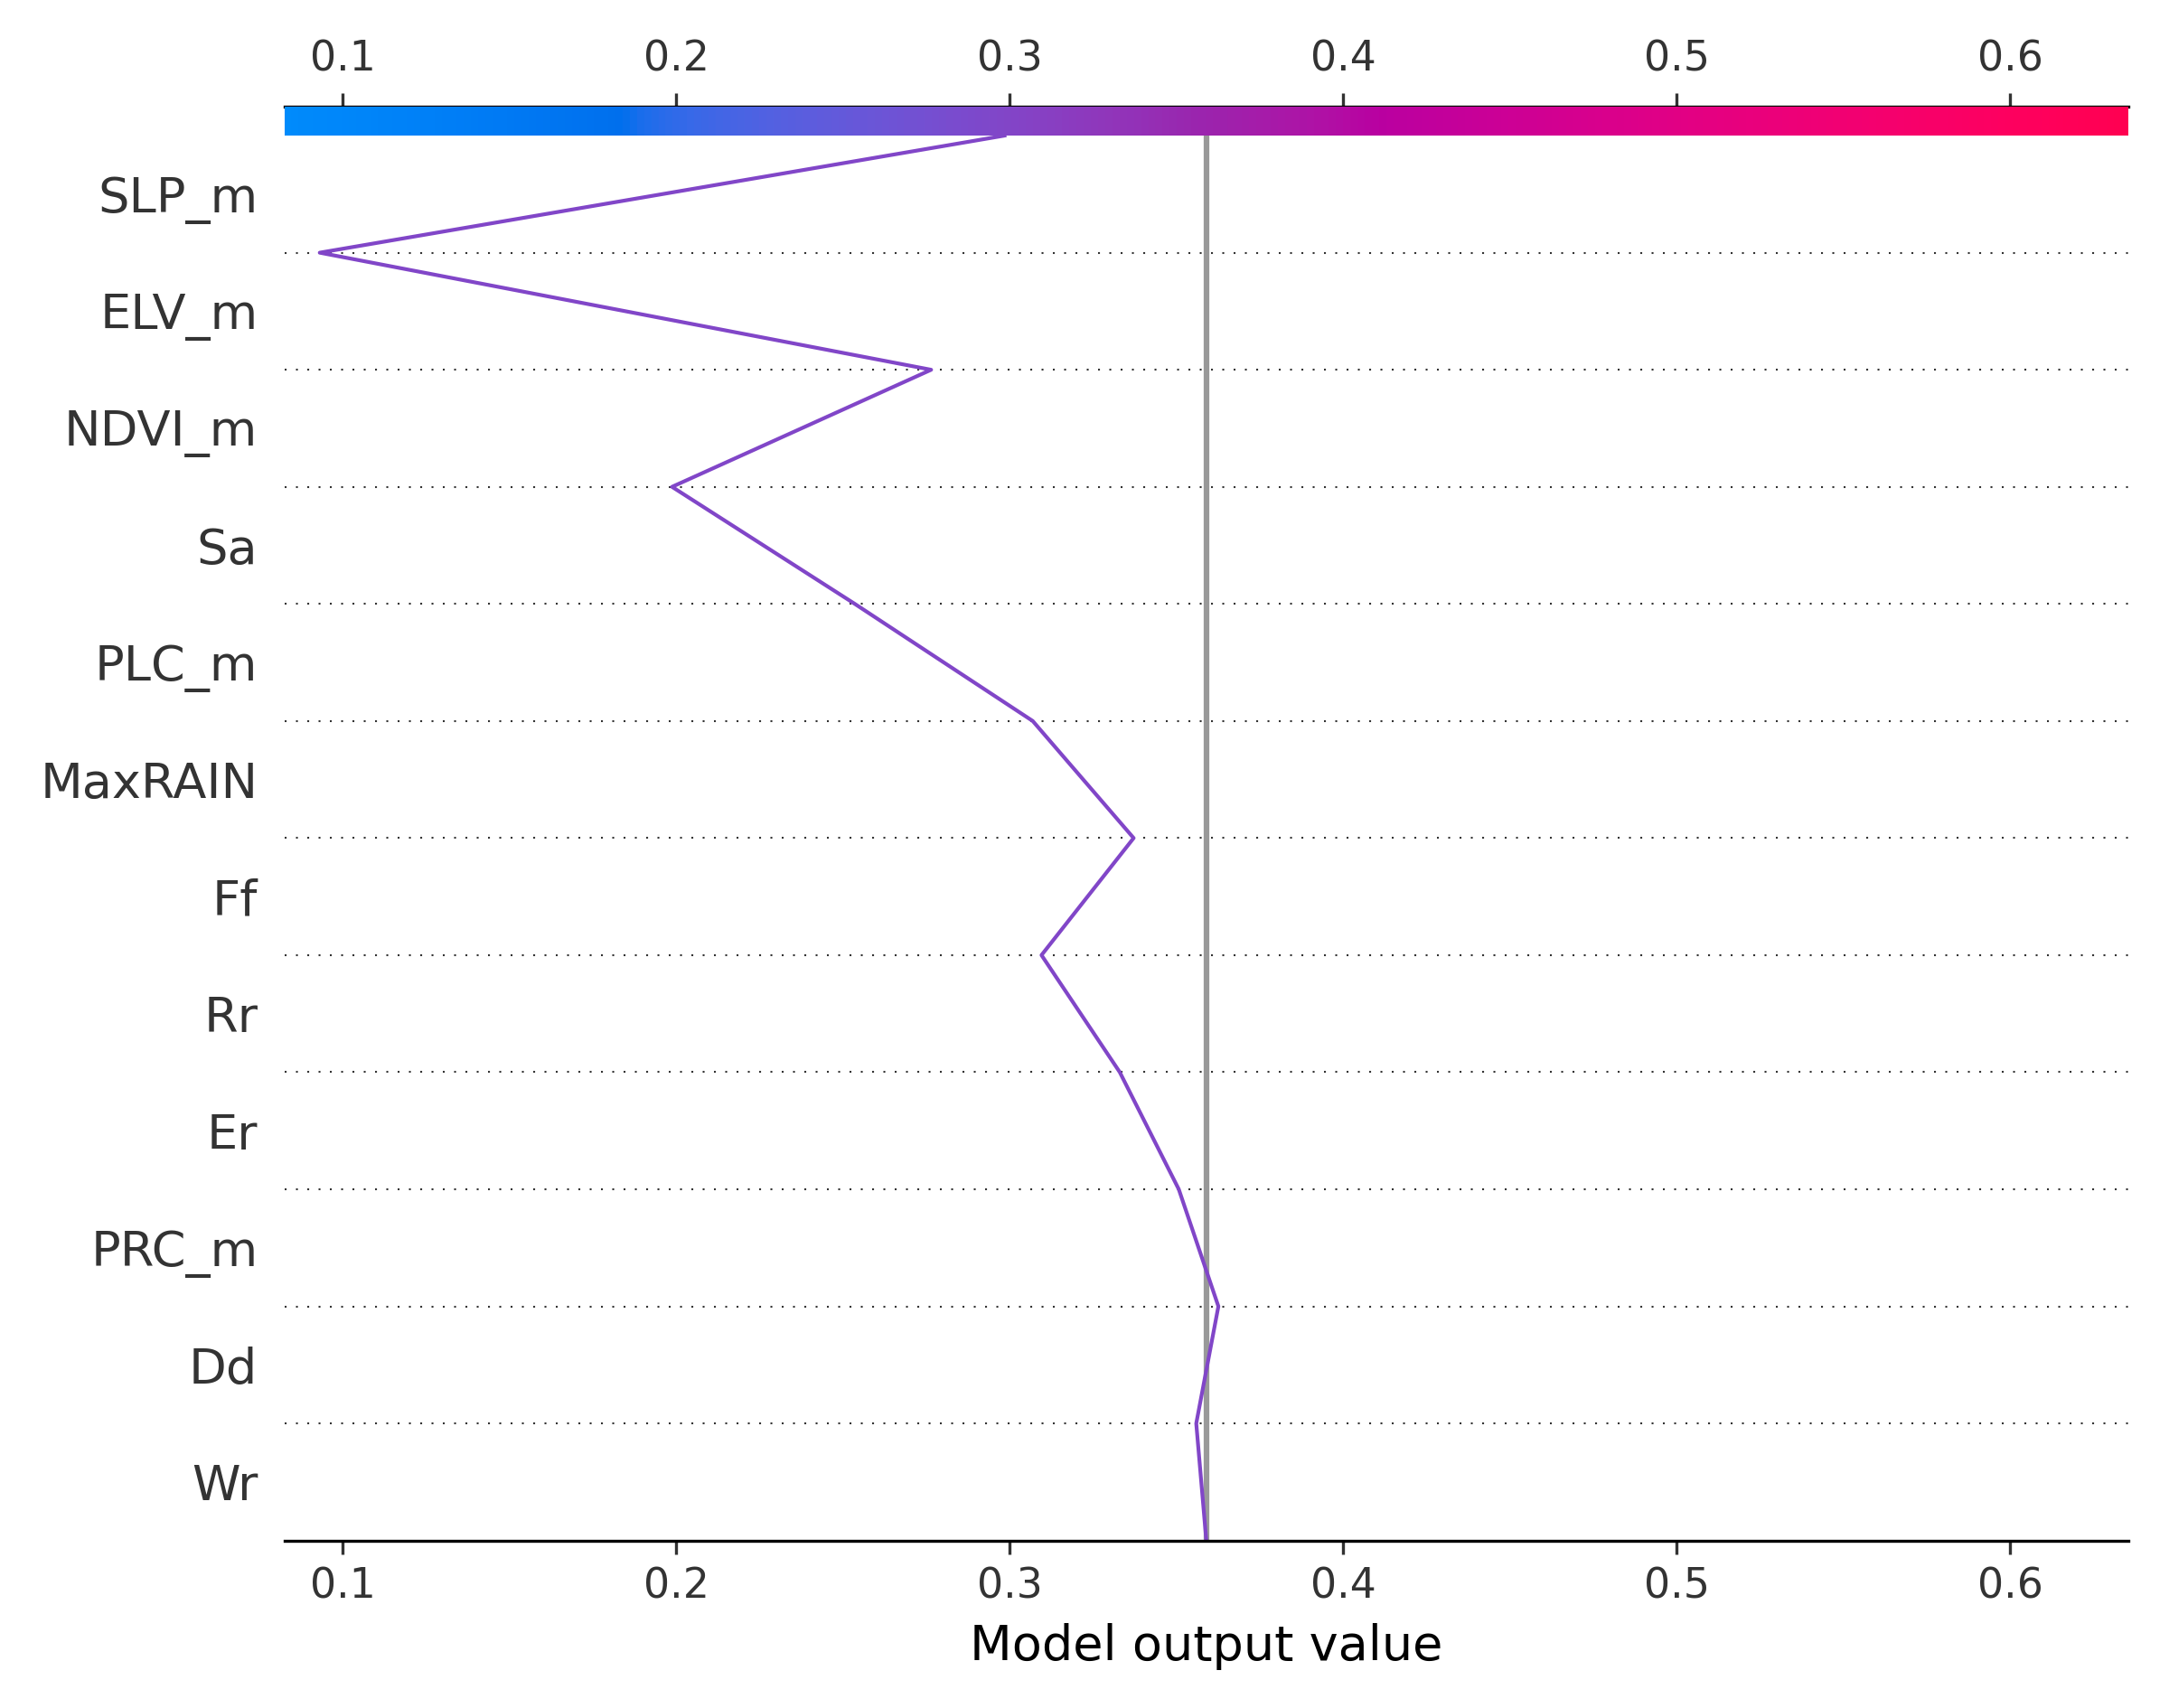 0.1 0.2 0.3 0.4 0.5 0.6
SLP_m
ELV_m
NDVI_m
Sa
PLC_m
MaxRAIN
Ff
Rr
Er
PRC_m
Dd
Wr
0.1 0.2 0.3 0.4 0.5 0.6
Model output value